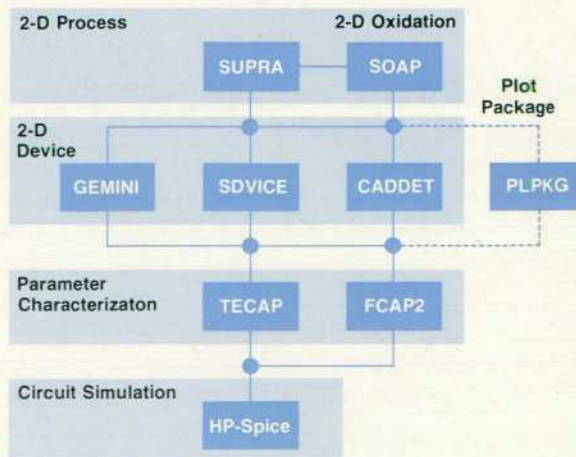 2-D Process
2-D Oxidation
SUPRA
SOAP
Plot
Package
2-D
Device
GEMINI
SDVICE
CADDET
PLPKG
Parameter
Characterizaton
TECAP
FCAP2
Circuit Simulation
HP-Spice